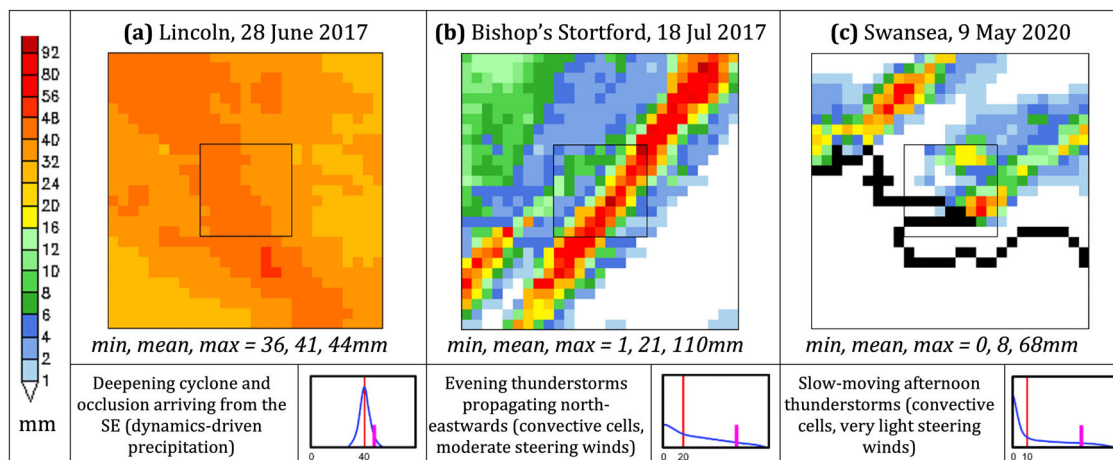 (a) Lincoln, 28 June 2017
(b) Bishop's Stortford, 18 Jul 2017
(c) Swansea, 9 May 2020
92
80
56
48
40
32
24
20
16
12
10
8
6
4
2
1
mm
min, mean, max = 36, 41, 44mm
min, mean, max = 1, 21, 110mm
min, mean, max = 0, 8, 68mm
Deepening cyclone and
occlusion arriving from the
SE (dynamics-driven
precipitation)
40
Evening thunderstorms
propagating north-
eastwards (convective cells,
moderate steering winds)
0 20
Slow-moving afternoon
thunderstorms (convective
cells, very light steering
winds)
0 10